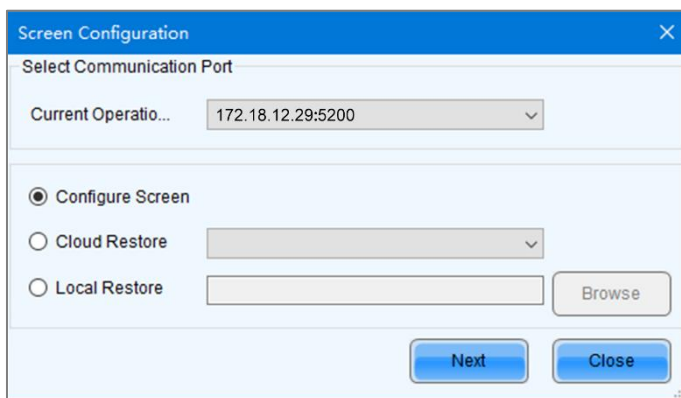 Screen Configuration
Select Communication Port
Current Operatio... 172.18.12.29:5200
Configure Screen
Cloud Restore
Local Restore Browse
Next Close